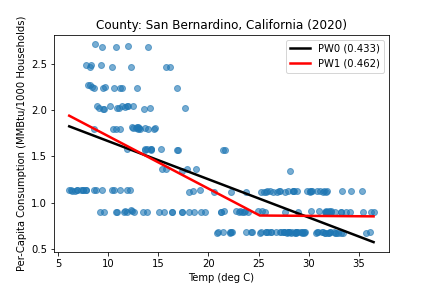 County: San Bernardino, California (2020)
PW0 (0.433)
PW1 (0.462)
Per-Capita Consumption (MMBtu/1000 Households)
2.5
2.0
1.5
1.0
0.5
5 10 15 20 25 30 35
Temp (deg C)